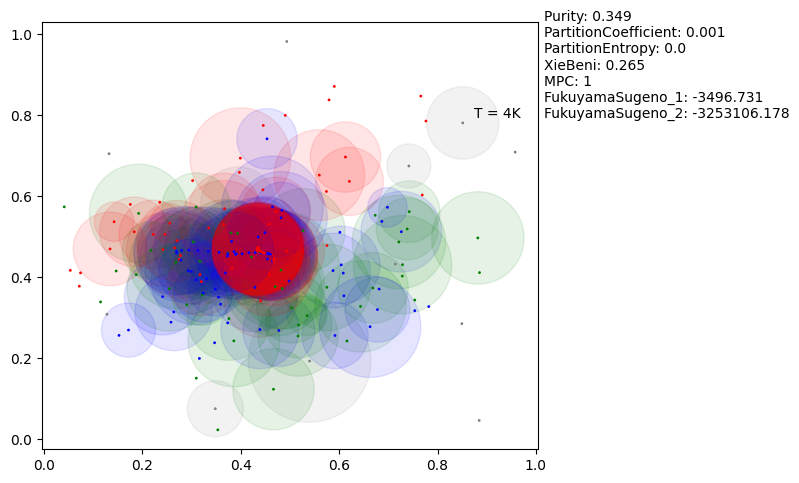 Purity: 0.349
PartitionCoefficient: 0.001
PartitionEntropy: 0.0
XieBeni: 0.265
MPC: 1
FukuyamaSugeno_1: -3496.731
FukuyamaSugeno_2: -3253106.178
T = 4K
1.0
0.8
0.6
0.4
0.2
0.0
0.0 0.2 0.4 0.6 0.8 1.0